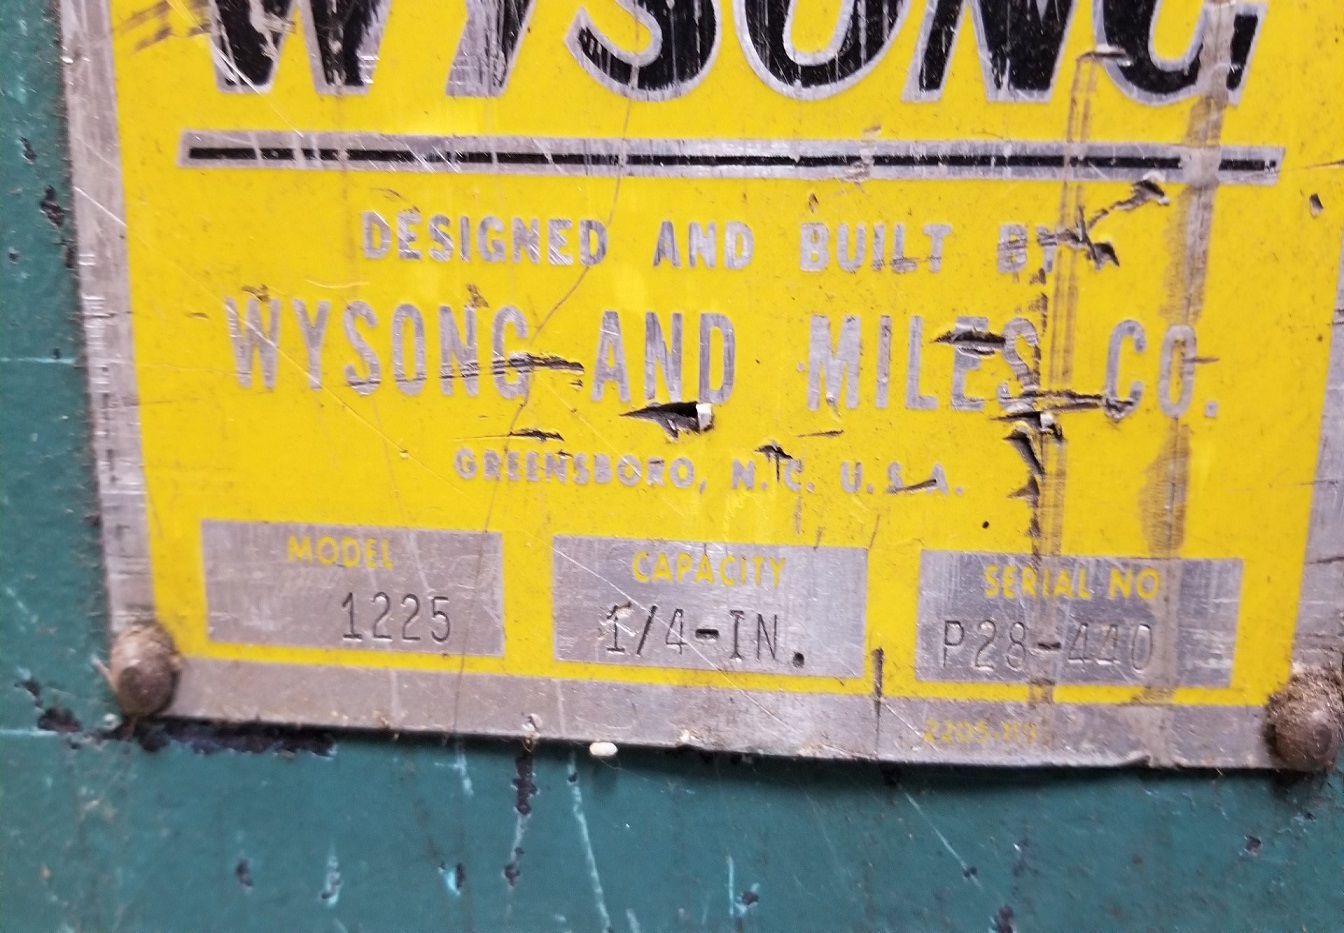 WYSONG
DESIGNED AND BUILT BY
WYSONG AND MILES CO.
GREENSBORO, N.C. U.S.A.
MODEL CAPACITY SERIAL NO
1225 1/4-IN. P28-440